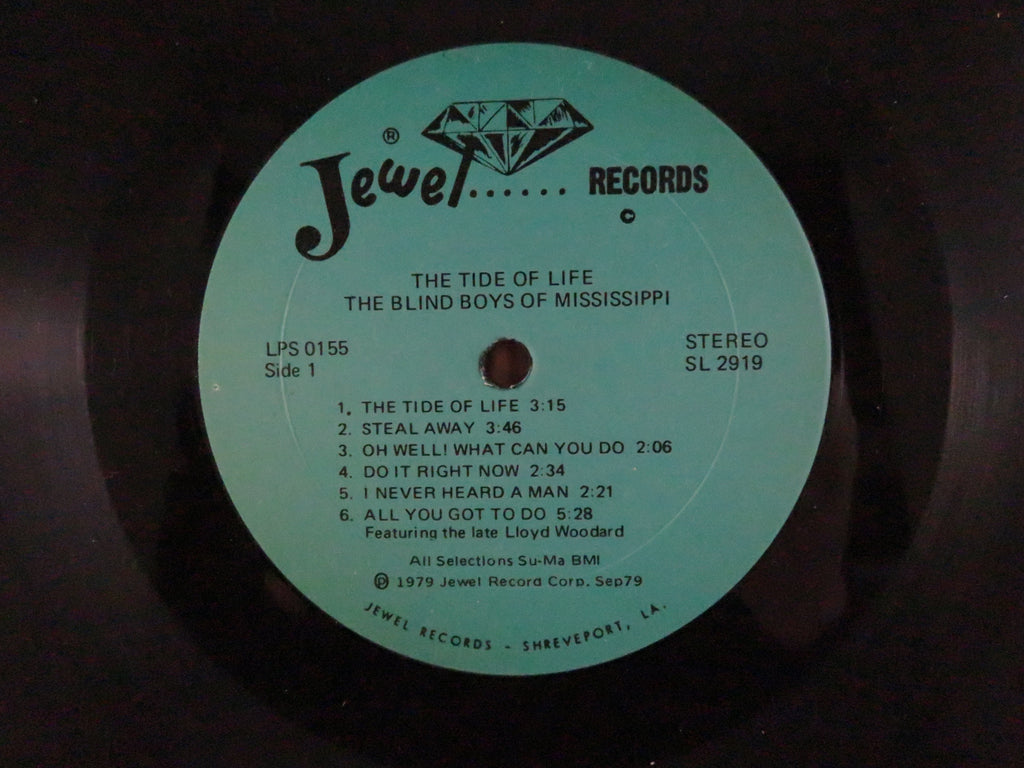 ® Jewel...... RECORDS
©
THE TIDE OF LIFE
THE BLIND BOYS OF MISSISSIPPI
LPS 0155
Side 1
STEREO
SL 2919
1. THE TIDE OF LIFE 3:15
2. STEAL AWAY 3:46
3. OH WELL! WHAT CAN YOU DO 2:06
4. DO IT RIGHT NOW 2:34
5. I NEVER HEARD A MAN 2:21
6. ALL YOU GOT TO DO 5:28
Featuring the late Lloyd Woodard
All Selections Su-Ma BMI
℗ 1979 Jewel Record Corp. Sep79
JEWEL RECORDS - SHREVEPORT, LA.